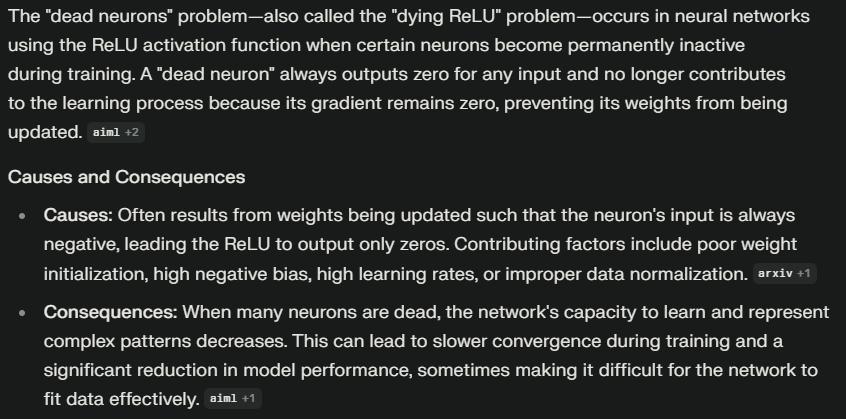 The "dead neurons" problem—also called the "dying ReLU" problem—occurs in neural networks
using the ReLU activation function when certain neurons become permanently inactive
during training. A "dead neuron" always outputs zero for any input and no longer contributes
to the learning process because its gradient remains zero, preventing its weights from being
updated. aiml +2
Causes and Consequences
• Causes: Often results from weights being updated such that the neuron's input is always
negative, leading the ReLU to output only zeros. Contributing factors include poor weight
initialization, high negative bias, high learning rates, or improper data normalization. arxiv +1
• Consequences: When many neurons are dead, the network's capacity to learn and represent
complex patterns decreases. This can lead to slower convergence during training and a
significant reduction in model performance, sometimes making it difficult for the network to
fit data effectively. aiml +1